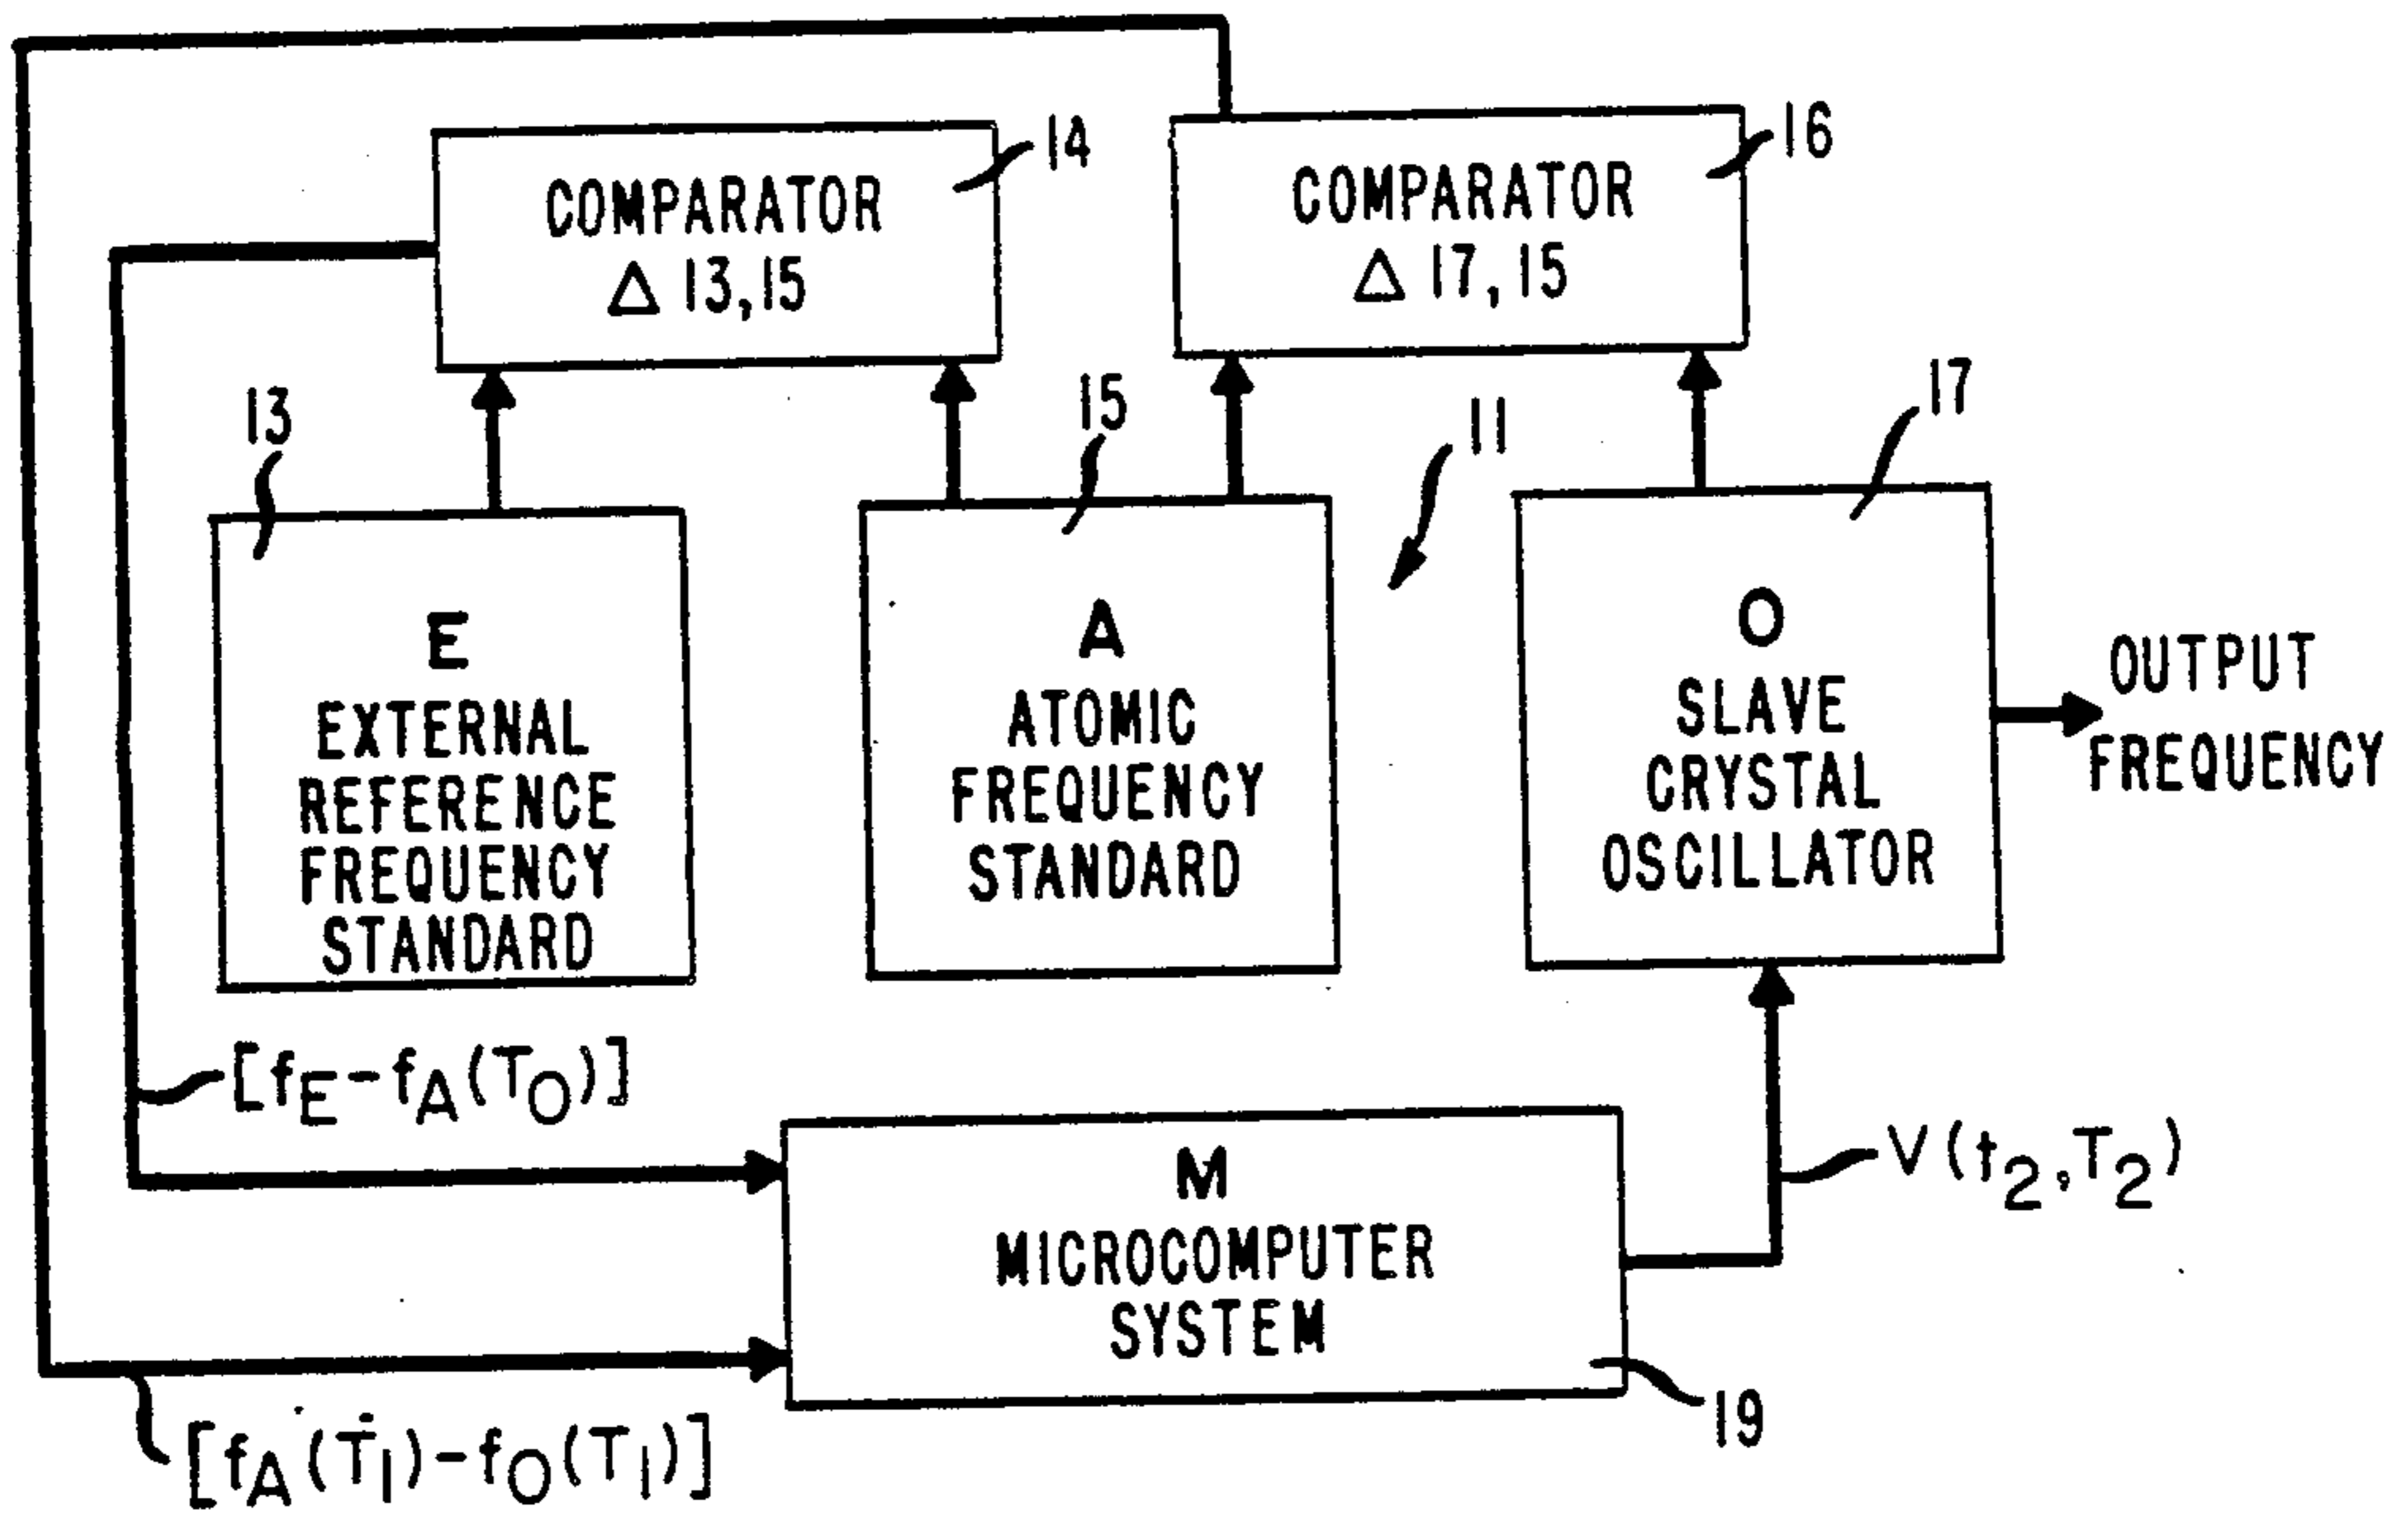 14
16
COMPARATOR
△ 13,15
COMPARATOR
△ 17,15
13
15
11
17
E
EXTERNAL
REFERENCE
FREQUENCY
STANDARD
A
ATOMIC
FREQUENCY
STANDARD
O
SLAVE
CRYSTAL
OSCILLATOR
OUTPUT
FREQUENCY
[fE-fA(TO)]
M
MICROCOMPUTER
SYSTEM
V(t2,T2)
19
[fA(T1)-fO(T1)]